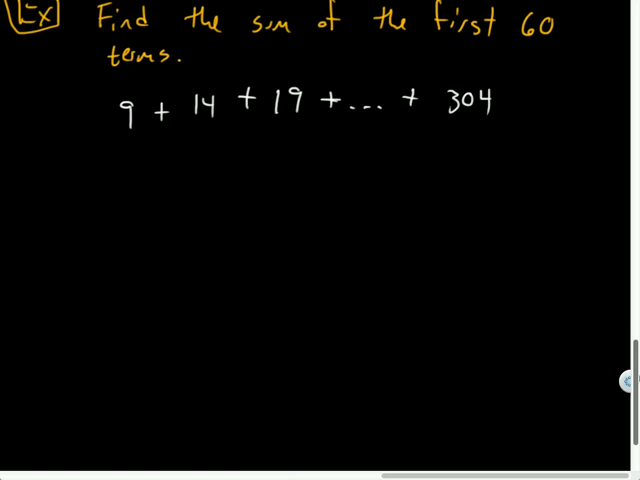 Ex Find the sum of the first 60
terms.
9 + 14 + 19 + ... + 304